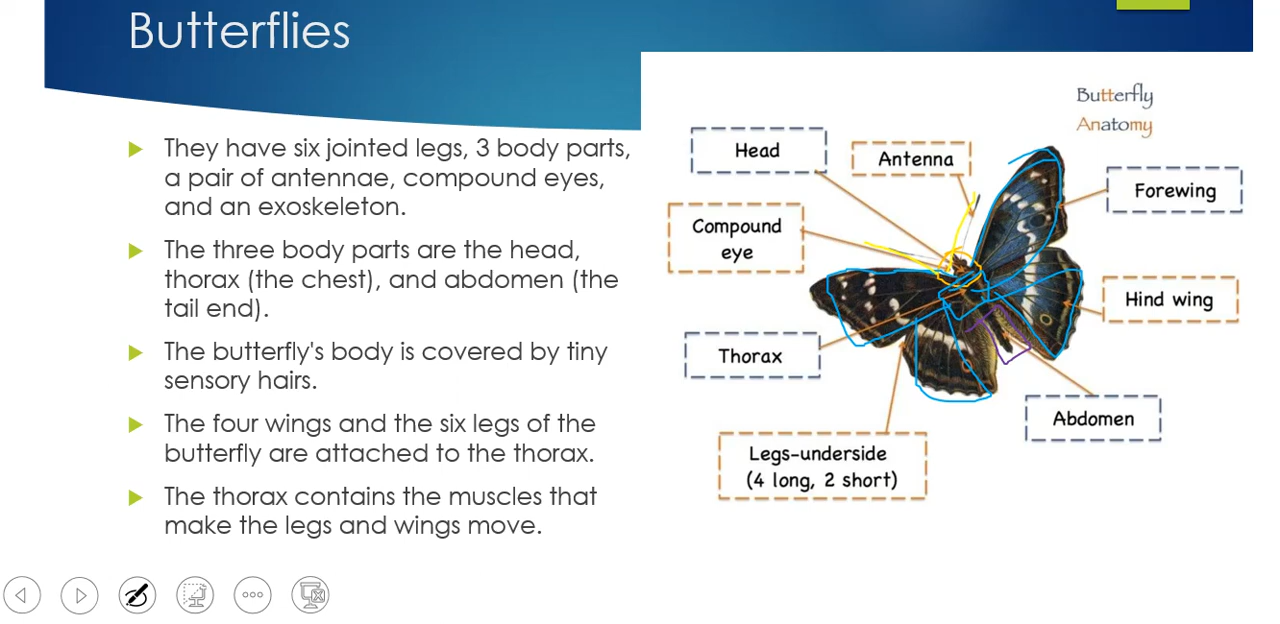 Butterflies
They have six jointed legs, 3 body parts,
a pair of antennae, compound eyes,
and an exoskeleton.
The three body parts are the head,
thorax (the chest), and abdomen (the
tail end).
The butterfly's body is covered by tiny
sensory hairs.
The four wings and the six legs of the
butterfly are attached to the thorax.
The thorax contains the muscles that
make the legs and wings move.
Butterfly
Anatomy
Head
Antenna
Forewing
Compound
eye
Hind wing
Thorax
Abdomen
Legs-underside
(4 long, 2 short)